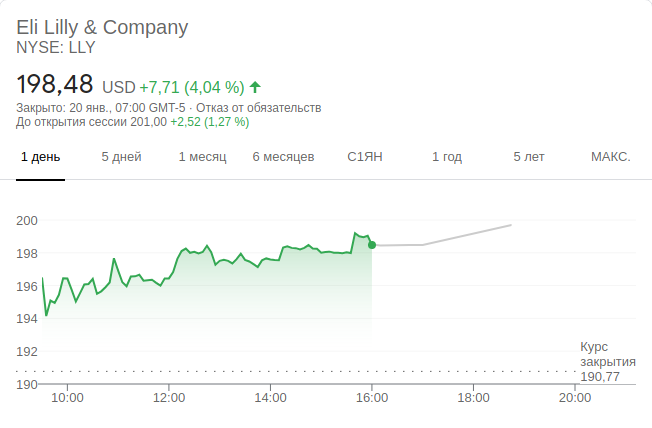 Eli Lilly & Company
NYSE: LLY
198,48 USD +7,71 (4,04 %)
Закрыто: 20 янв., 07:00 GMT-5 · Отказ от обязательств
До открытия сессии 201,00 +2,52 (1,27 %)
1 день 5 дней 1 месяц 6 месяцев С1ЯН 1 год 5 лет МАКС.
200
198
196
194
192
Курс
закрытия
190,77
190
10:00 12:00 14:00 16:00 18:00 20:00